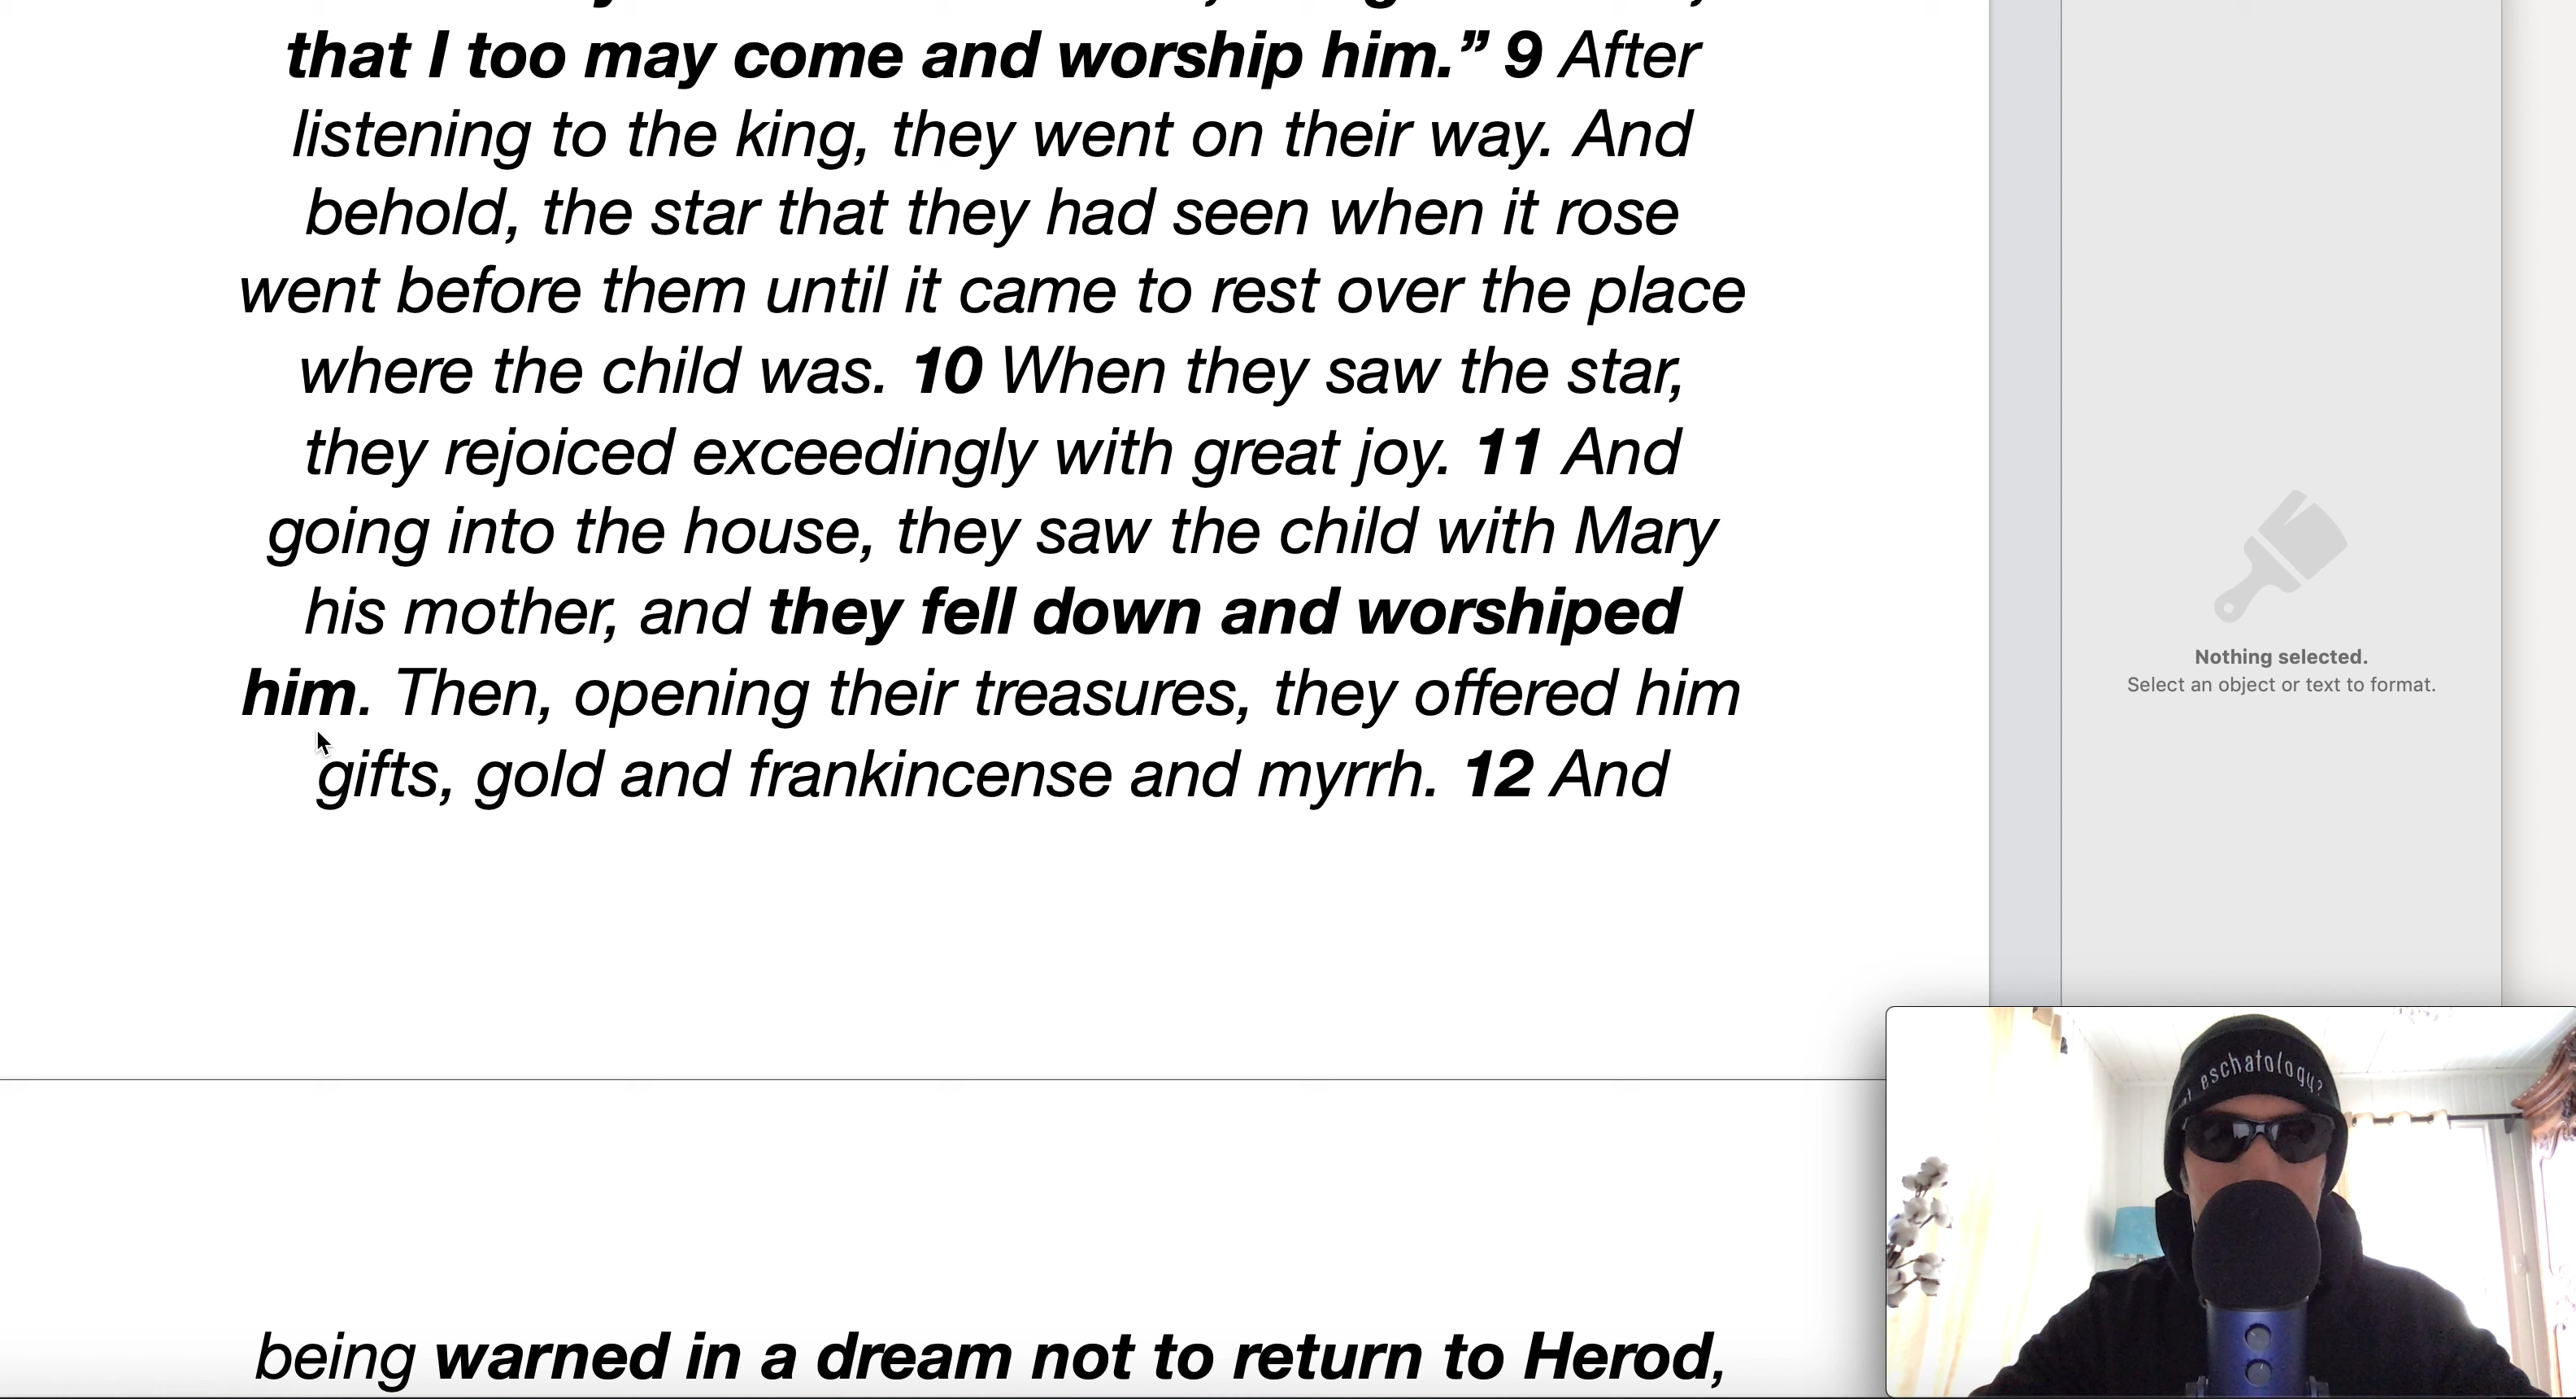 that I too may come and worship him.” 9 After
listening to the king, they went on their way. And
behold, the star that they had seen when it rose
went before them until it came to rest over the place
where the child was. 10 When they saw the star,
they rejoiced exceedingly with great joy. 11 And
going into the house, they saw the child with Mary
his mother, and they fell down and worshiped
him. Then, opening their treasures, they offered him
gifts, gold and frankincense and myrrh. 12 And
being warned in a dream not to return to Herod,
Nothing selected.
Select an object or text to format.
eschatology?